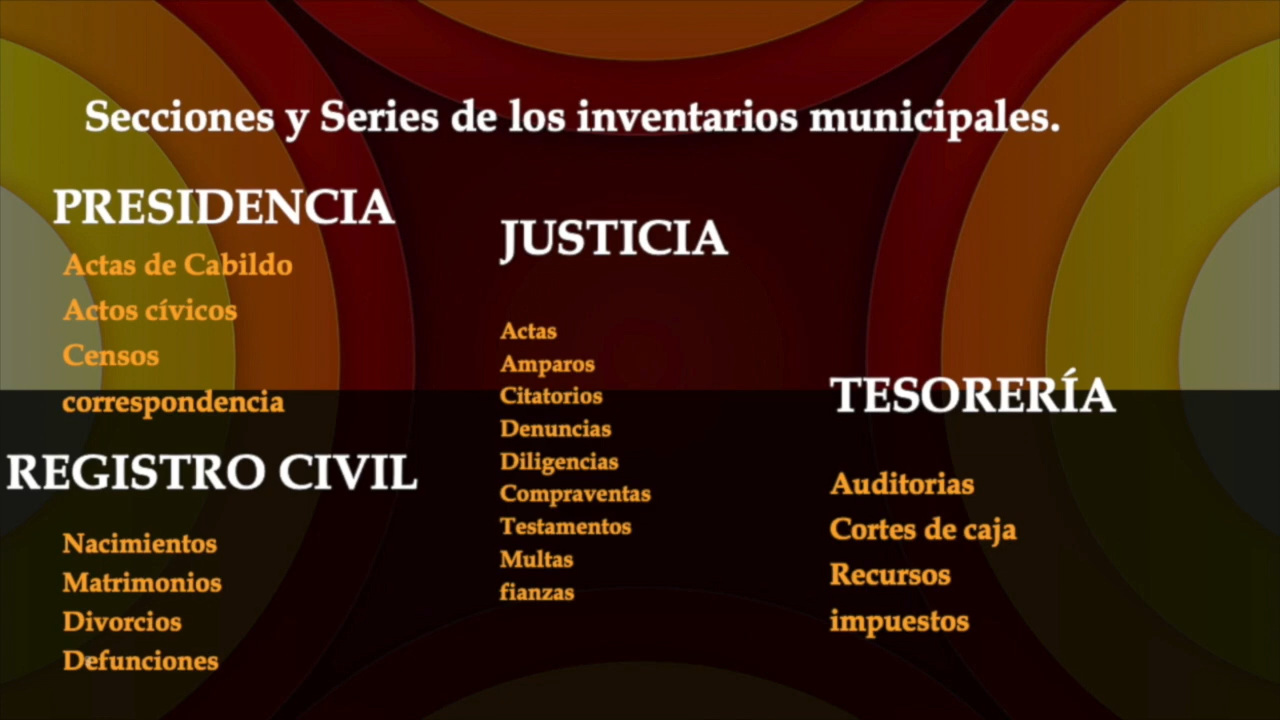 Secciones y Series de los inventarios municipales.
PRESIDENCIA
Actas de Cabildo
Actos cívicos
Censos
correspondencia
REGISTRO CIVIL
Nacimientos
Matrimonios
Divorcios
Defunciones
JUSTICIA
Actas
Amparos
Citatorios
Denuncias
Diligencias
Compraventas
Testamentos
Multas
fianzas
TESORERÍA
Auditorias
Cortes de caja
Recursos
impuestos